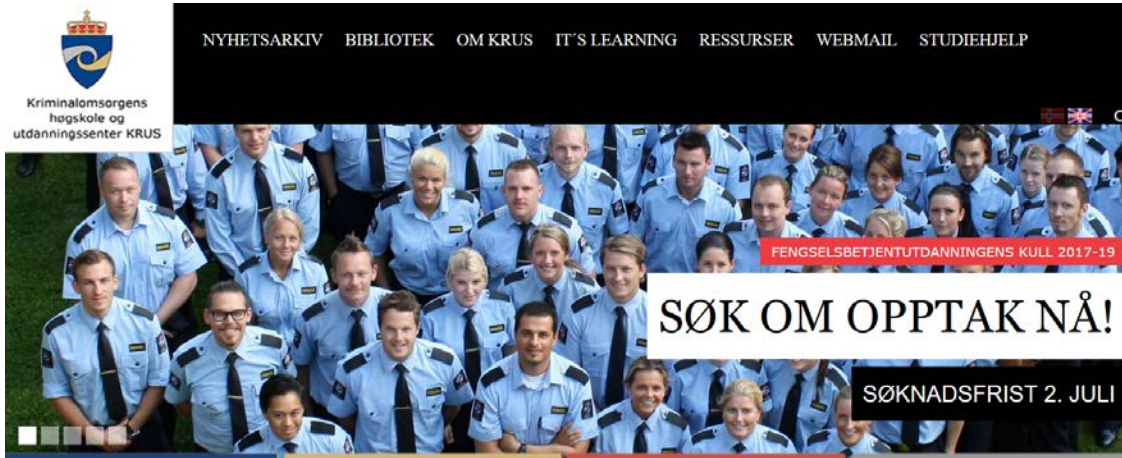 NYHETSARKIV BIBLIOTEK OM KRUS IT´S LEARNING RESSURSER WEBMAIL STUDIEHJELP
Kriminalomsorgens
høgskole og
utdanningssenter KRUS
FENGSELSBETJENTUTDANNINGENS KULL 2017-19
SØK OM OPPTAK NÅ!
SØKNADSFRIST 2. JULI